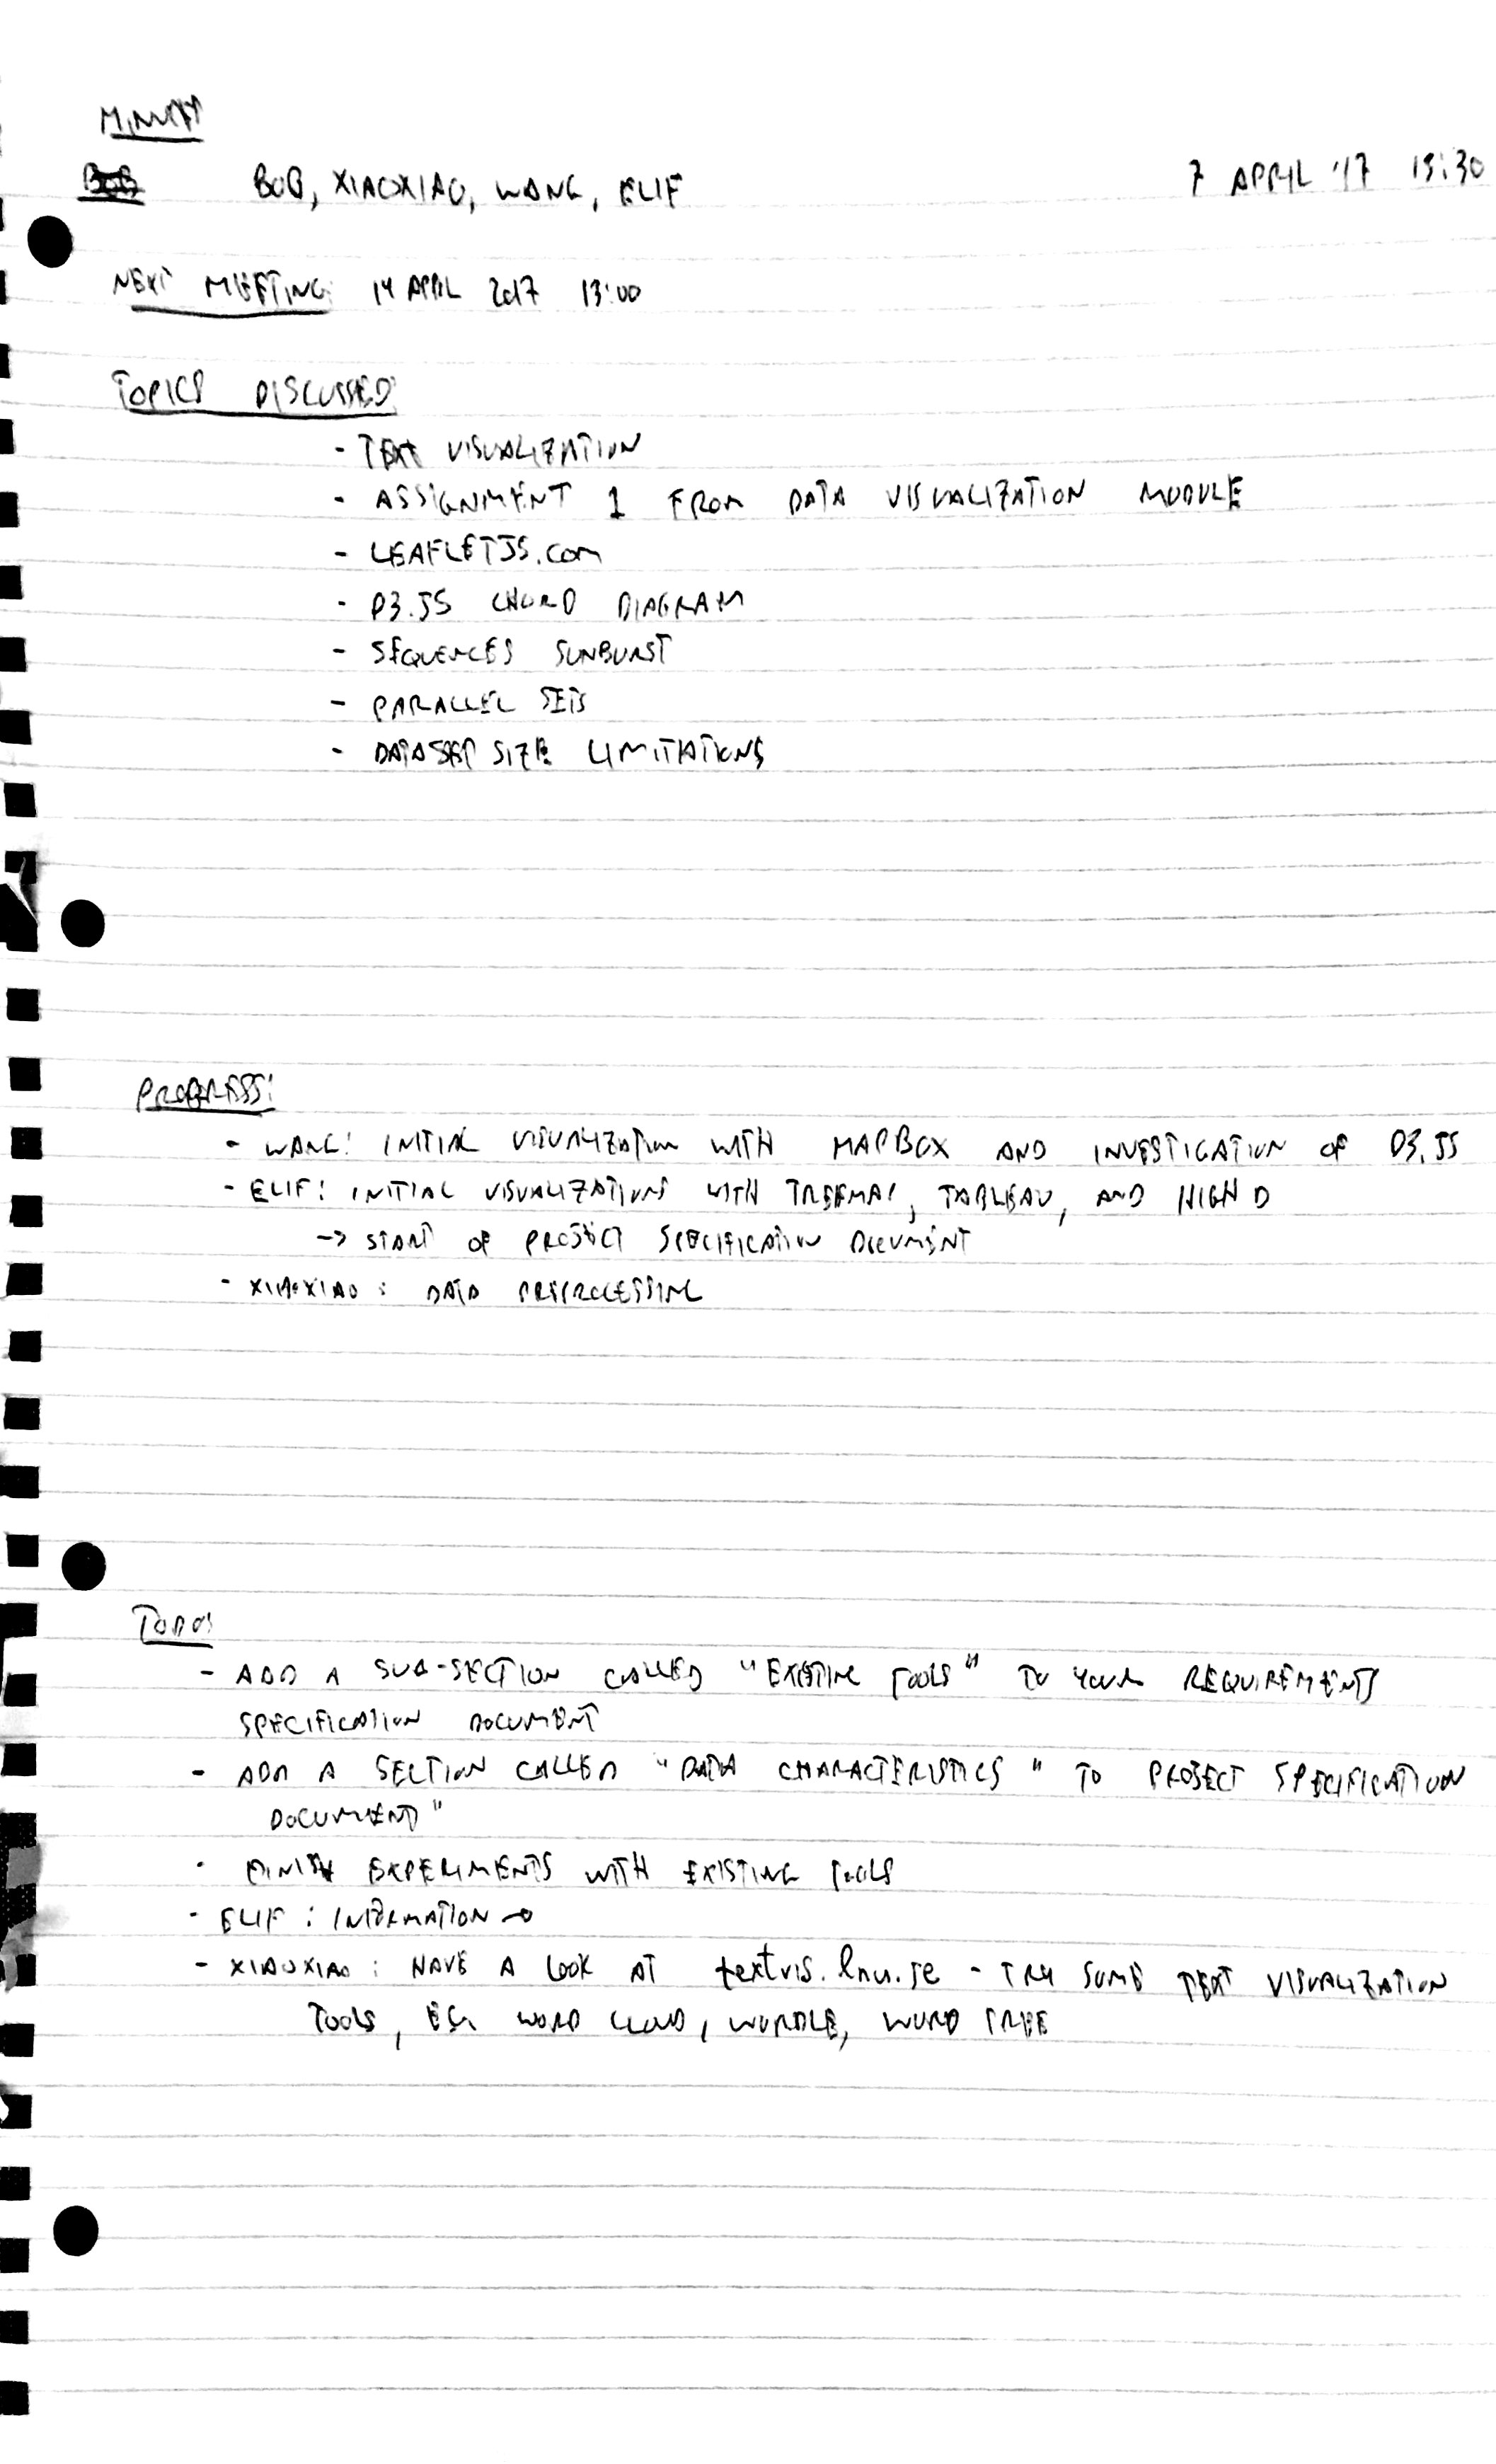 MINUTES
BOB
BOB, XIAOXIAO, WANG, ELIF 7 APRIL '17 15:30
NEXT MEETING: 14 APRIL 2017 13:00
TOPICS DISCUSSED:
- TEXT VISUALIZATION
- ASSIGNMENT 1 FROM DATA VISUALIZATION MODULE
- LEAFLETJS.com
- D3.JS CHORD DIAGRAM
- SEQUENCES SUNBURST
- PARALLEL SETS
- DATASET SIZE LIMITATIONS
PROGRESS:
- WANG: INITIAL VISUALIZATION WITH MAPBOX AND INVESTIGATION OF D3.JS
- ELIF: INITIAL VISUALIZATIONS WITH TREEMAP, TABLEAU, AND HIGH D
-> START OF PROJECT SPECIFICATION DOCUMENT
- XIAOXIAO: DATA PREPROCESSING
TODO:
- ADD A SUB-SECTION CALLED "EXISTING TOOLS" TO YOUR REQUIREMENTS
SPECIFICATION DOCUMENT
- ADD A SECTION CALLED "DATA CHARACTERISTICS" TO PROJECT SPECIFICATION
DOCUMENT"
- FINISH EXPERIMENTS WITH EXISTING TOOLS
- ELIF: INFORMATION
- XIAOXIAO: HAVE A LOOK AT textvis.lnu.se - TRY SOME TEXT VISUALIZATION
TOOLS, EG. WORD CLOUD, WORDLE, WORD TREE